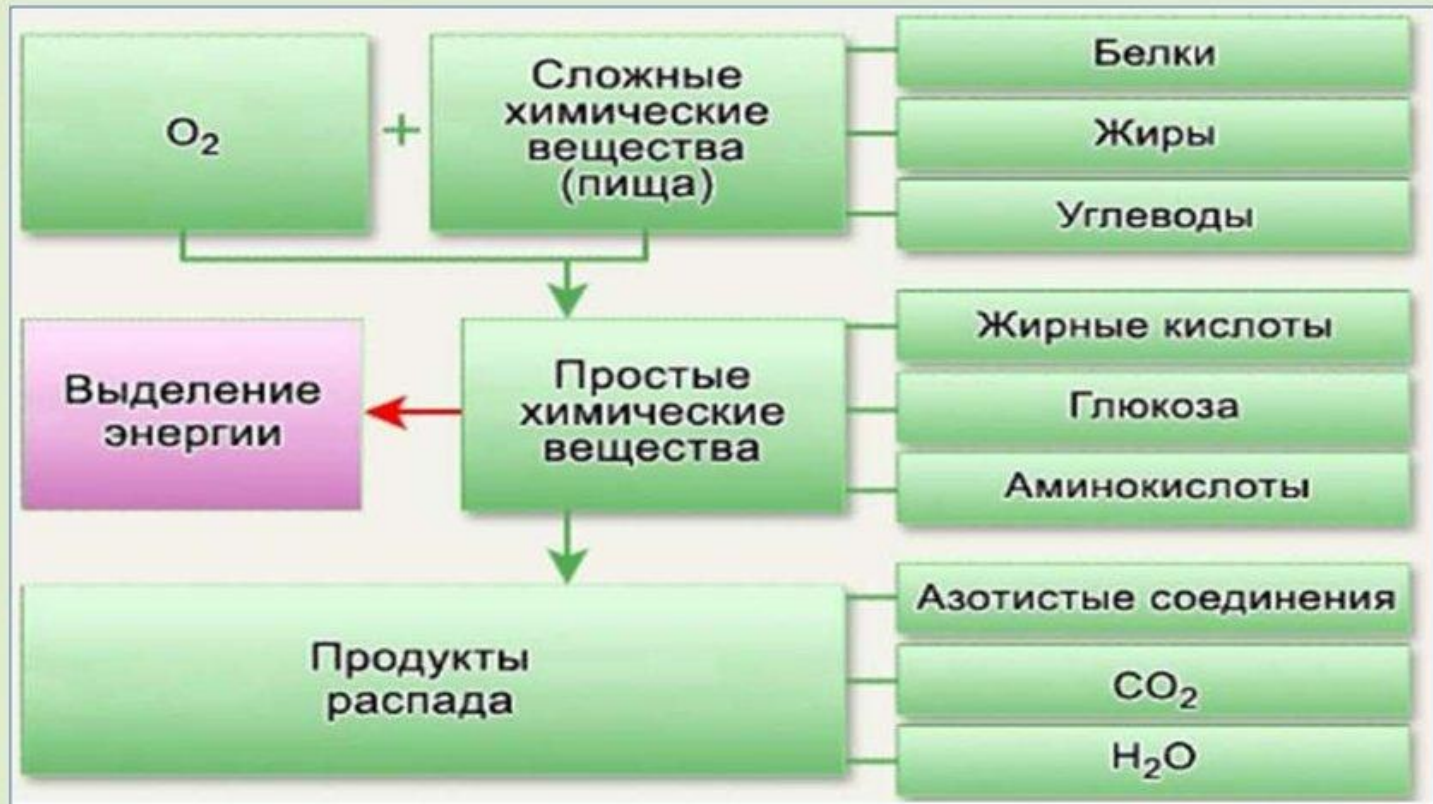 O₂
+
Сложные
химические
вещества
(пища)
Белки
Жиры
Углеводы
Выделение
энергии
Простые
химические
вещества
Жирные кислоты
Глюкоза
Аминокислоты
Продукты
распада
Азотистые соединения
CO₂
H₂O